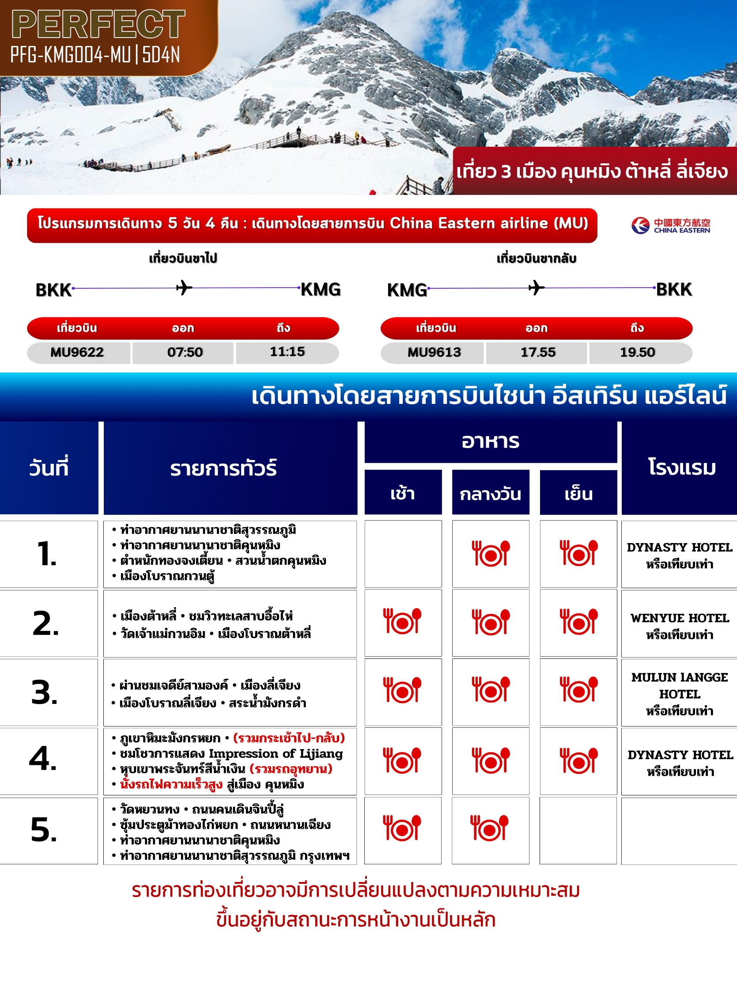 PERFECT
PFG-KMG004-MU | 5D4N
เที่ยว 3 เมือง คุนหมิง ต้าหลี่ ลี่เจียง
โปรแกรมการเดินทาง 5 วัน 4 คืน : เดินทางโดยสายการบิน China Eastern airline (MU)
中國東方航空
CHINA EASTERN
เที่ยวบินขาไป
เที่ยวบินขากลับ
BKK KMG
KMG BKK
เที่ยวบิน ออก ถึง
เที่ยวบิน ออก ถึง
MU9622 07:50 11:15
MU9613 17.55 19.50
เดินทางโดยสายการบินไชน่า อีสเทิร์น แอร์ไลน์
วันที่ รายการทัวร์ อาหาร โรงแรม
เช้า กลางวัน เย็น
1.
• ท่าอากาศยานนานาชาติสุวรรณภูมิ
• ท่าอากาศยานนานาชาติคุนหมิง
• ตำหนักทองจงเตี้ยน • สวนน้ำตกคุนหมิง
• เมืองโบราณกวนตู้
DYNASTY HOTEL
หรือเทียบเท่า
2.
• เมืองต้าหลี่ • ชมวิวทะเลสาบอื้อไห่
• วัดเจ้าแม่กวนอิม • เมืองโบราณต้าหลี่
WENYUE HOTEL
หรือเทียบเท่า
3.
• ผ่านชมเจดีย์สามองค์ • เมืองลี่เจียง
• เมืองโบราณลี่เจียง • สระน้ำมังกรดำ
MULUN lANGGE
HOTEL
หรือเทียบเท่า
4.
• ภูเขาหิมะมังกรหยก • (รวมกระเช้าไป-กลับ)
• ชมโชวการแสดง Impression of Lijiang
• หุบเขาพระจันทร์สีน้ำเงิน (รวมรถอุทยาน)
• นั่งรถไฟความเร็วสูง สู่เมือง คุนหมิง
DYNASTY HOTEL
หรือเทียบเท่า
5.
• วัดหยวนทง • ถนนคนเดินจินปี้ลู่
• ซุ้มประตูม้าทองไก่หยก • ถนนหนานเฉียง
• ท่าอากาศยานนานาชาติคุนหมิง
• ท่าอากาศยานนานาชาติสุวรรณภูมิ กรุงเทพฯ
รายการท่องเที่ยวอาจมีการเปลี่ยนแปลงตามความเหมาะสม
ขึ้นอยู่กับสถานะการหน้างานเป็นหลัก